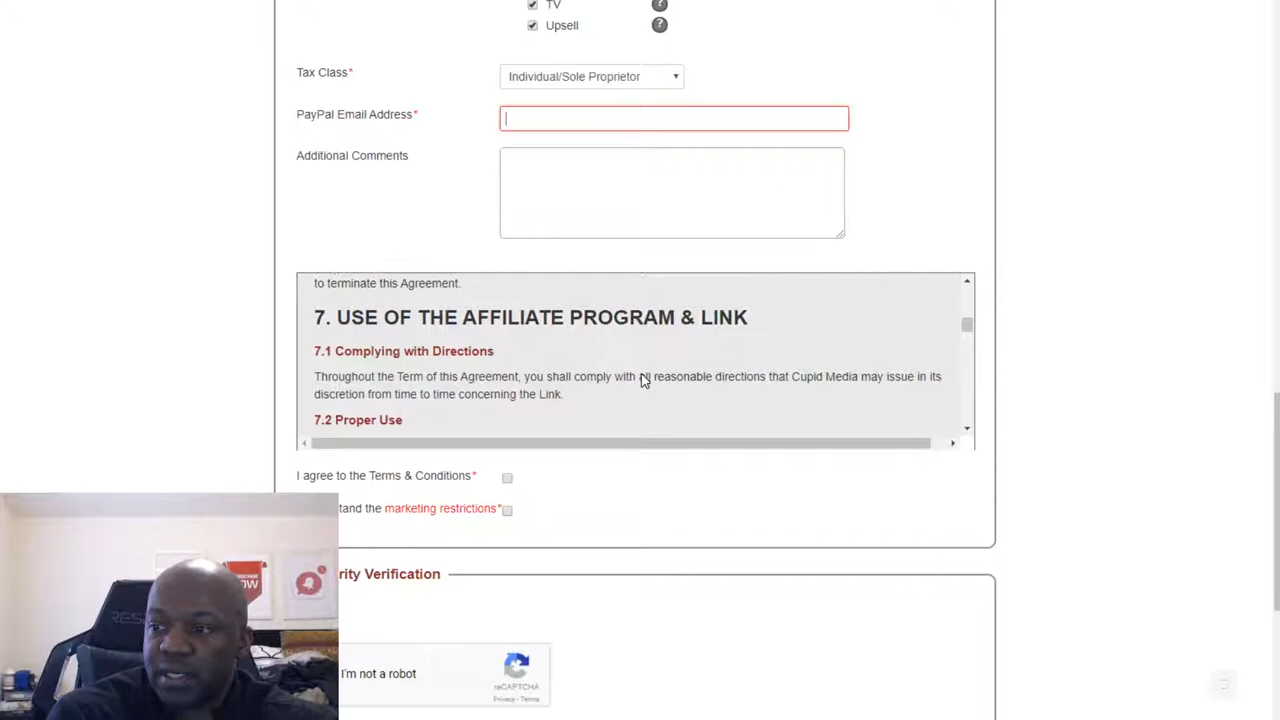 TV ?
Upsell ?
Tax Class* Individual/Sole Proprietor
PayPal Email Address*
Additional Comments
to terminate this Agreement.
7. USE OF THE AFFILIATE PROGRAM & LINK
7.1 Complying with Directions
Throughout the Term of this Agreement, you shall comply with all reasonable directions that Cupid Media may issue in its
discretion from time to time concerning the Link.
7.2 Proper Use
I agree to the Terms & Conditions*
tand the marketing restrictions*
rity Verification
I'm not a robot
reCAPTCHA
Privacy - Terms